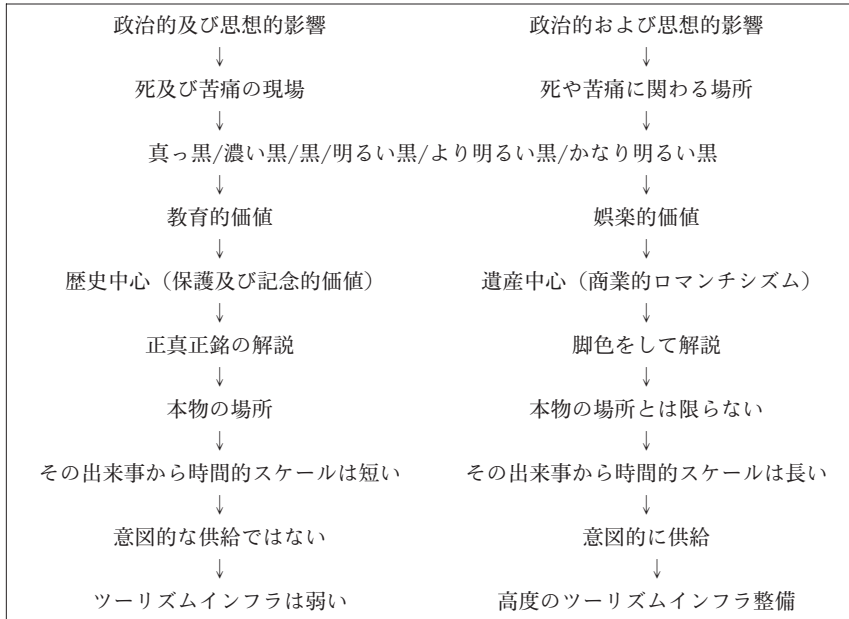 政治的及び思想的影響 政治的および思想的影響
↓ ↓
死及び苦痛の現場 死や苦痛に関わる場所
↓ ↓
真っ黒/濃い黒/黒/明るい黒/より明るい黒/かなり明るい黒
↓ ↓
教育的価値 娯楽的価値
↓ ↓
歴史中心（保護及び記念的価値） 遺産中心（商業的ロマンチシズム）
↓ ↓
正真正銘の解説 脚色をして解説
↓ ↓
本物の場所 本物の場所とは限らない
↓ ↓
その出来事から時間的スケールは短い その出来事から時間的スケールは長い
↓ ↓
意図的な供給ではない 意図的に供給
↓ ↓
ツーリズムインフラは弱い 高度のツーリズムインフラ整備